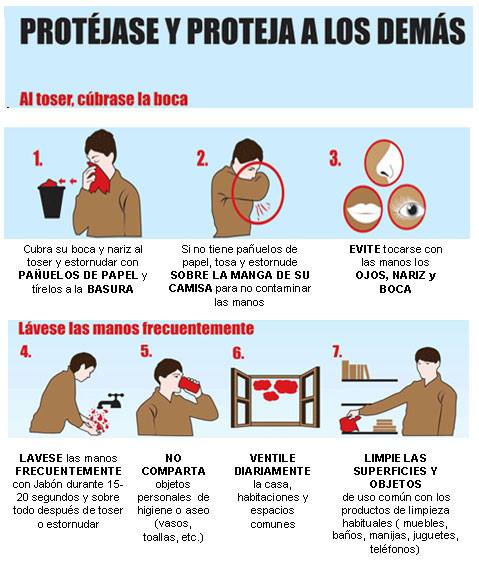 PROTÉJASE Y PROTEJA A LOS DEMÁS
Al toser, cúbrase la boca
1.
2.
3.
Cubra su boca y nariz al
toser y estornudar con
PAÑUELOS DE PAPEL y
tírelos a la BASURA
Si no tiene pañuelos de
papel, tosa y estornude
SOBRE LA MANGA DE SU
CAMISA para no contaminar
las manos
EVITE tocarse con
las manos los
OJOS, NARIZ y
BOCA
Lávese las manos frecuentemente
4.
5.
6.
7.
LAVESE las manos
FRECUENTEMENTE
con Jabón durante 15-
20 segundos y sobre
todo después de toser
o estornudar
NO
COMPARTA
objetos
personales de
higiene o aseo
(vasos,
toallas, etc.)
VENTILE
DIARIAMENTE
la casa,
habitaciones y
espacios
comunes
LIMPIE LAS
SUPERFICIES Y
OBJETOS
de uso común con los
productos de limpieza
habituales ( muebles,
baños, manijas, juguetes,
teléfonos)